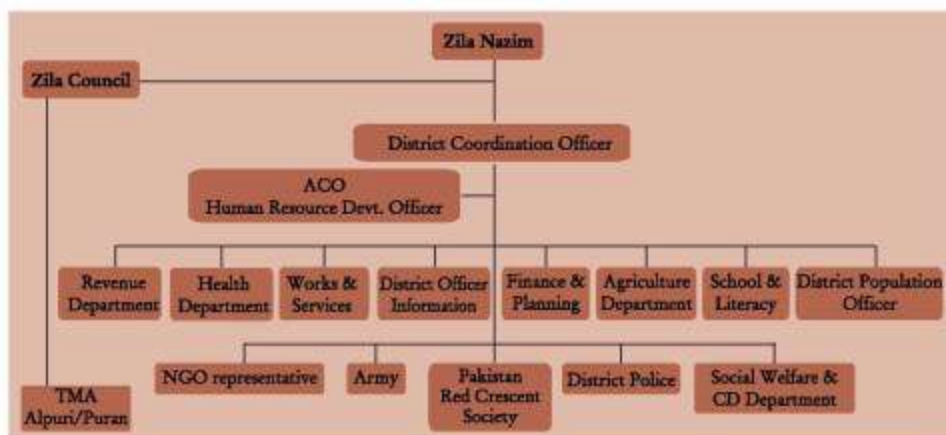 Zila Nazim
Zila Council
District Coordination Officer
ACO
Human Resource Devt. Officer
Revenue
Department
Health
Department
Works &
Services
District Officer
Information
Finance &
Planning
Agriculture
Department
School &
Literacy
District Population
Officer
NGO representative
Army
Pakistan
Red Crescent
Society
District Police
Social Welfare &
CD Department
TMA
Alpuri/Puran